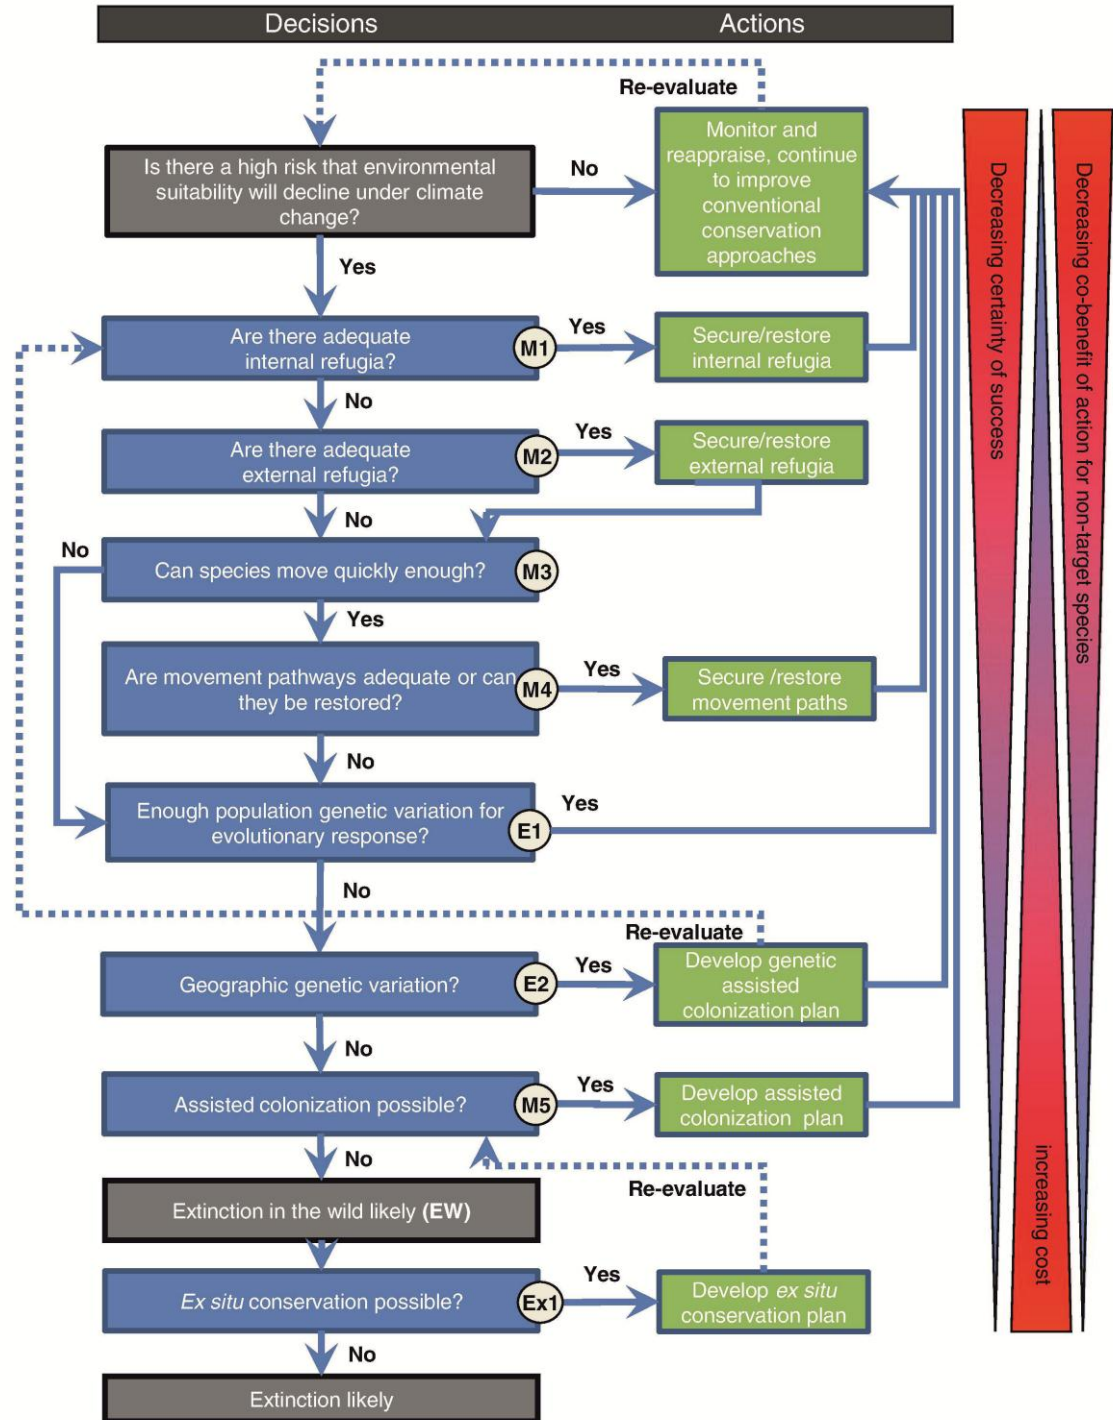 Decisions
Actions
Re-evaluate
Is there a high risk that environmental
suitability will decline under climate
change?
No
Monitor and
reappraise, continue
to improve
conventional
conservation
approaches
Yes
Are there adequate
internal refugia?
M1
Yes
Secure/restore
internal refugia
No
Are there adequate
external refugia?
M2
Yes
Secure/restore
external refugia
No
No
Can species move quickly enough?
M3
Yes
Are movement pathways adequate or can
they be restored?
M4
Yes
Secure /restore
movement paths
No
Enough population genetic variation for
evolutionary response?
E1
Yes
No
Re-evaluate
Geographic genetic variation?
E2
Yes
Develop genetic
assisted
colonization plan
No
Assisted colonization possible?
M5
Yes
Develop assisted
colonization plan
No
Re-evaluate
Extinction in the wild likely (EW)
Ex situ conservation possible?
Ex1
Yes
Develop ex situ
conservation plan
No
Extinction likely
Decreasing certainty of success
increasing cost
Decreasing co-benefit of action for non-target species